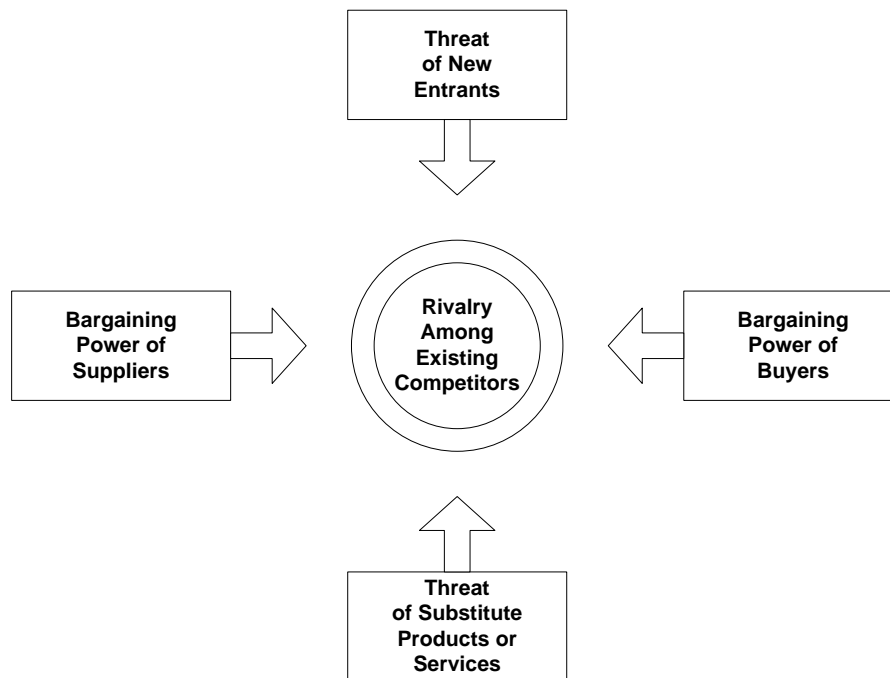 Threat
of New
Entrants
Bargaining
Power of
Suppliers
Rivalry
Among
Existing
Competitors
Bargaining
Power of
Buyers
Threat
of Substitute
Products or
Services